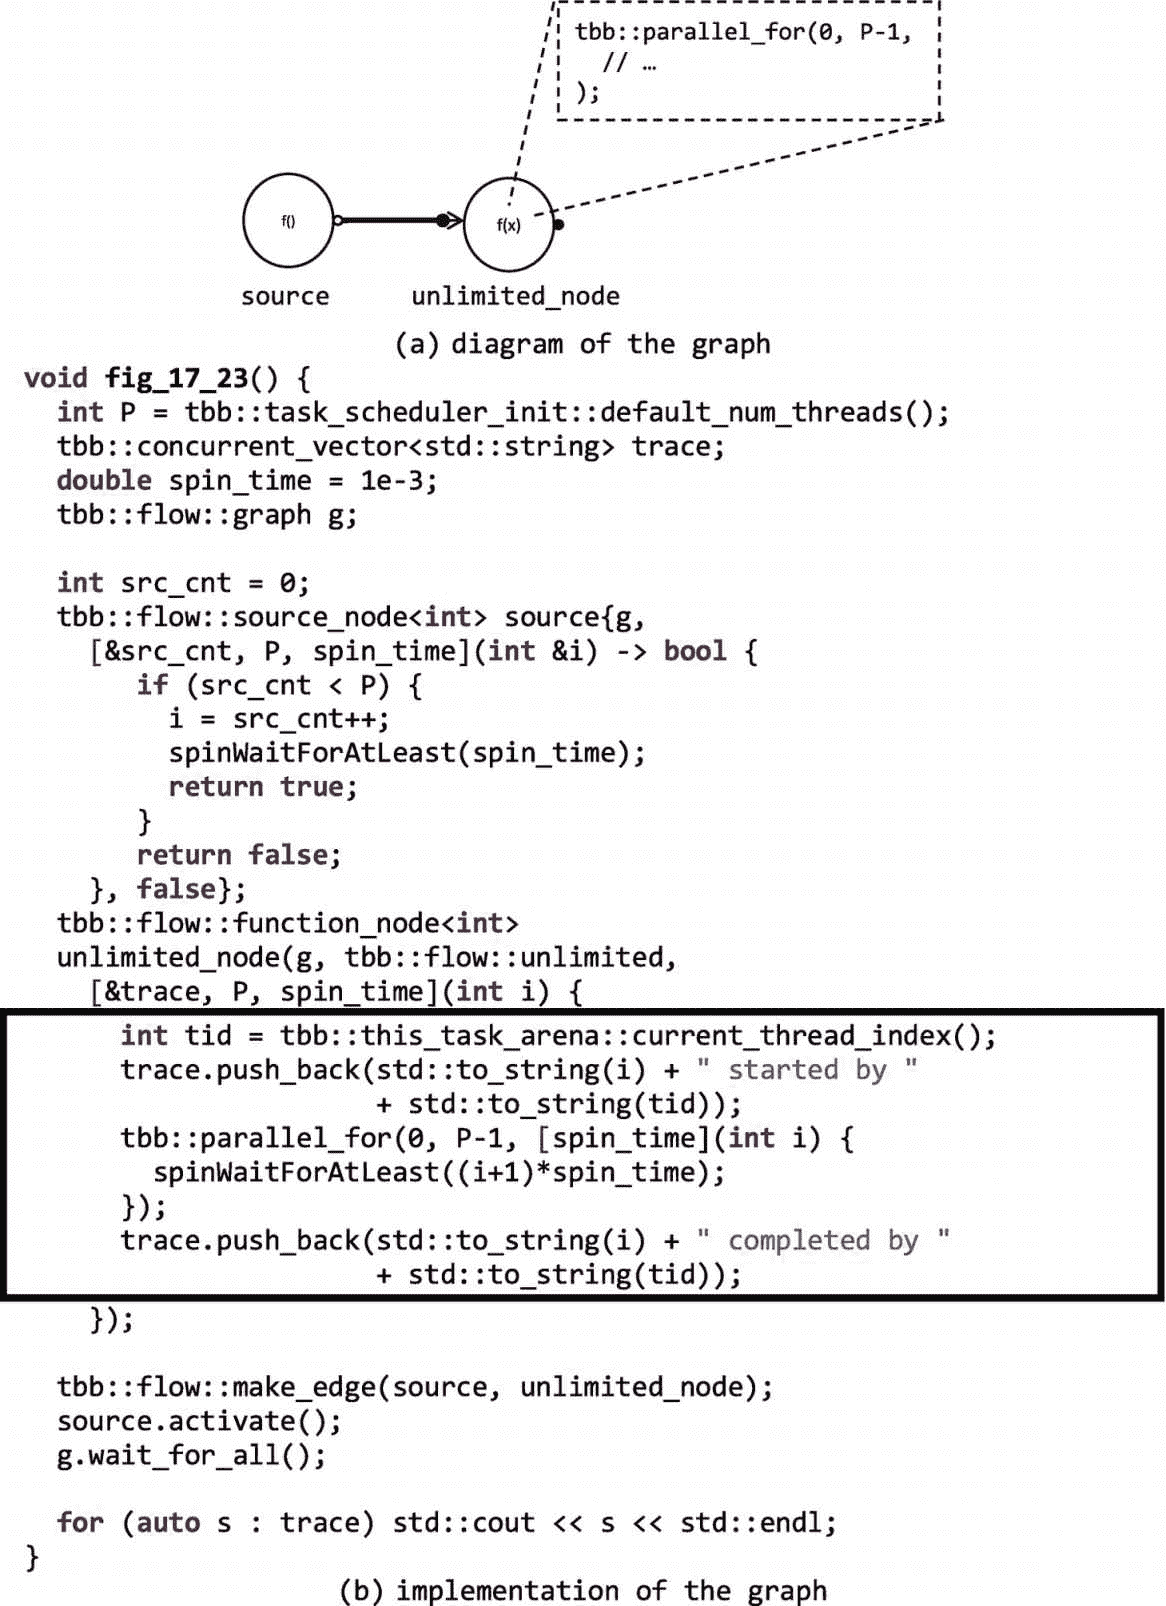 tbb::parallel_for(0, P-1,
  // …
);
f()
f(x)
source
unlimited_node
(a) diagram of the graph
void fig_17_23() {
  int P = tbb::task_scheduler_init::default_num_threads();
  tbb::concurrent_vector<std::string> trace;
  double spin_time = 1e-3;
  tbb::flow::graph g;

  int src_cnt = 0;
  tbb::flow::source_node<int> source{g,
    [&src_cnt, P, spin_time](int &i) -> bool {
       if (src_cnt < P) {
         i = src_cnt++;
         spinWaitForAtLeast(spin_time);
         return true;
       }
       return false;
    }, false};
  tbb::flow::function_node<int>
  unlimited_node(g, tbb::flow::unlimited,
    [&trace, P, spin_time](int i) {
      int tid = tbb::this_task_arena::current_thread_index();
      trace.push_back(std::to_string(i) + " started by "
                      + std::to_string(tid));
      tbb::parallel_for(0, P-1, [spin_time](int i) {
        spinWaitForAtLeast((i+1)*spin_time);
      });
      trace.push_back(std::to_string(i) + " completed by "
                      + std::to_string(tid));
    });

  tbb::flow::make_edge(source, unlimited_node);
  source.activate();
  g.wait_for_all();

  for (auto s : trace) std::cout << s << std::endl;
}
(b) implementation of the graph